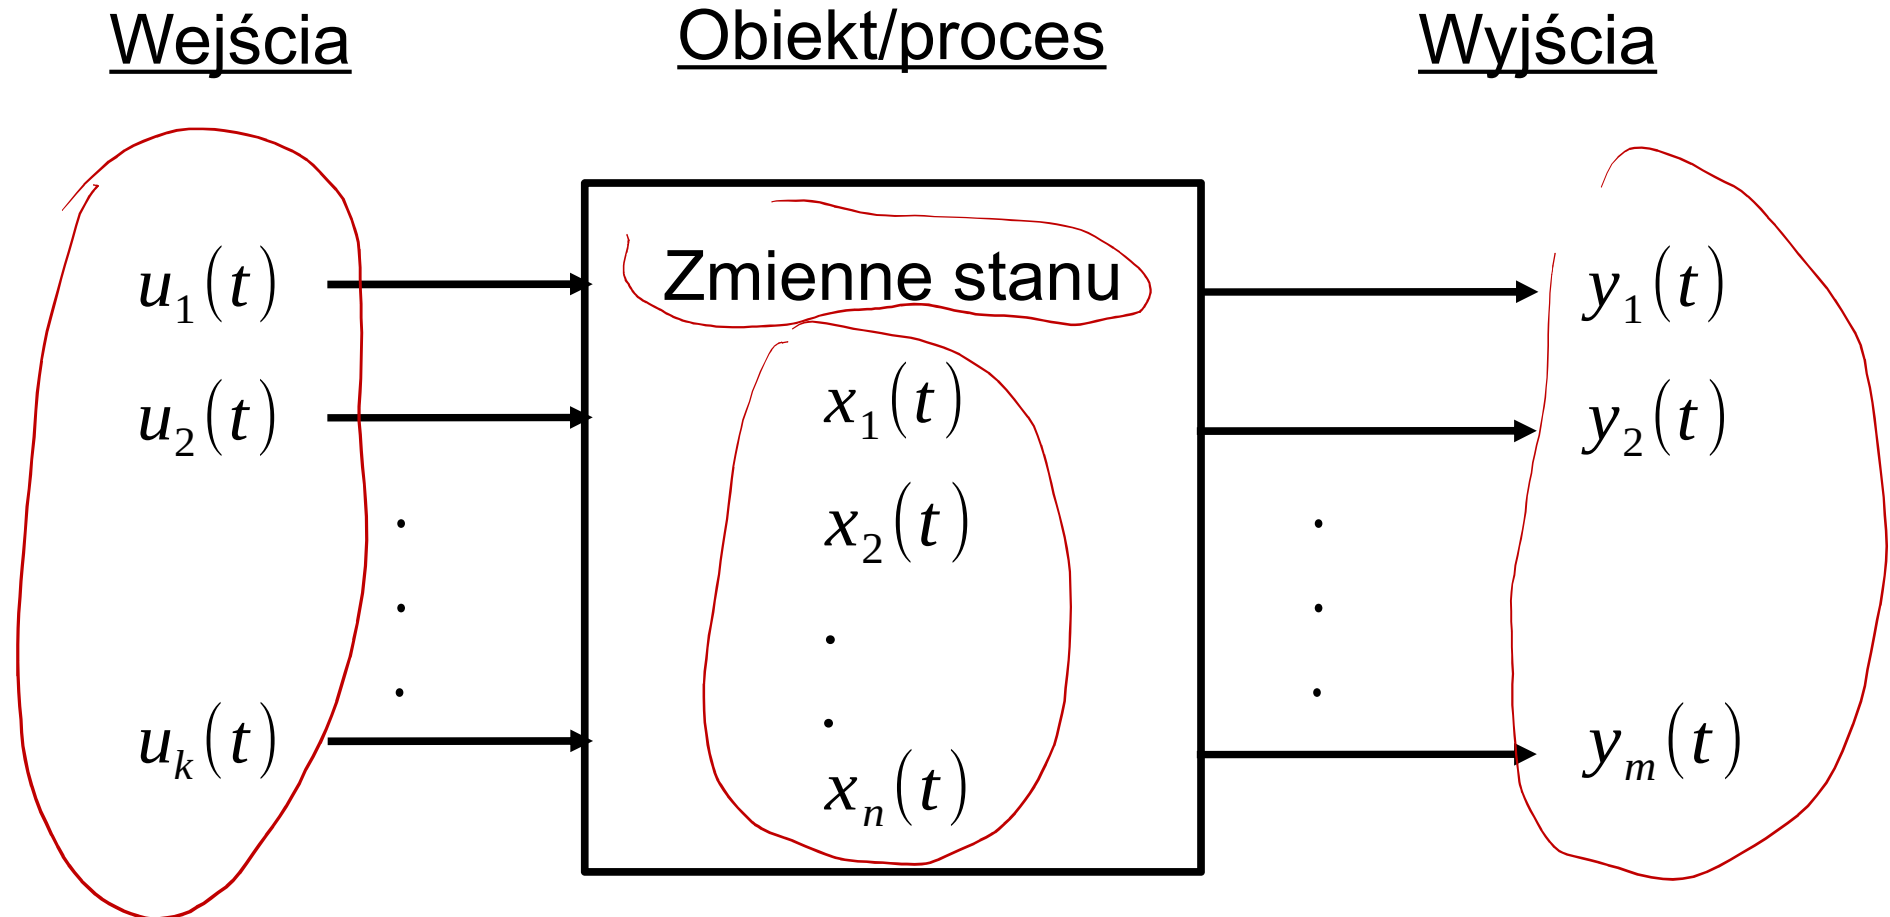 Wejścia Obiekt/proces Wyjścia
Zmienne stanu
u₁(t) y₁(t)
x₁(t)
u₂(t) y₂(t)
x₂(t)
.
.
.
.
.
.
.
.
uₖ(t) yₘ(t)
xₙ(t)